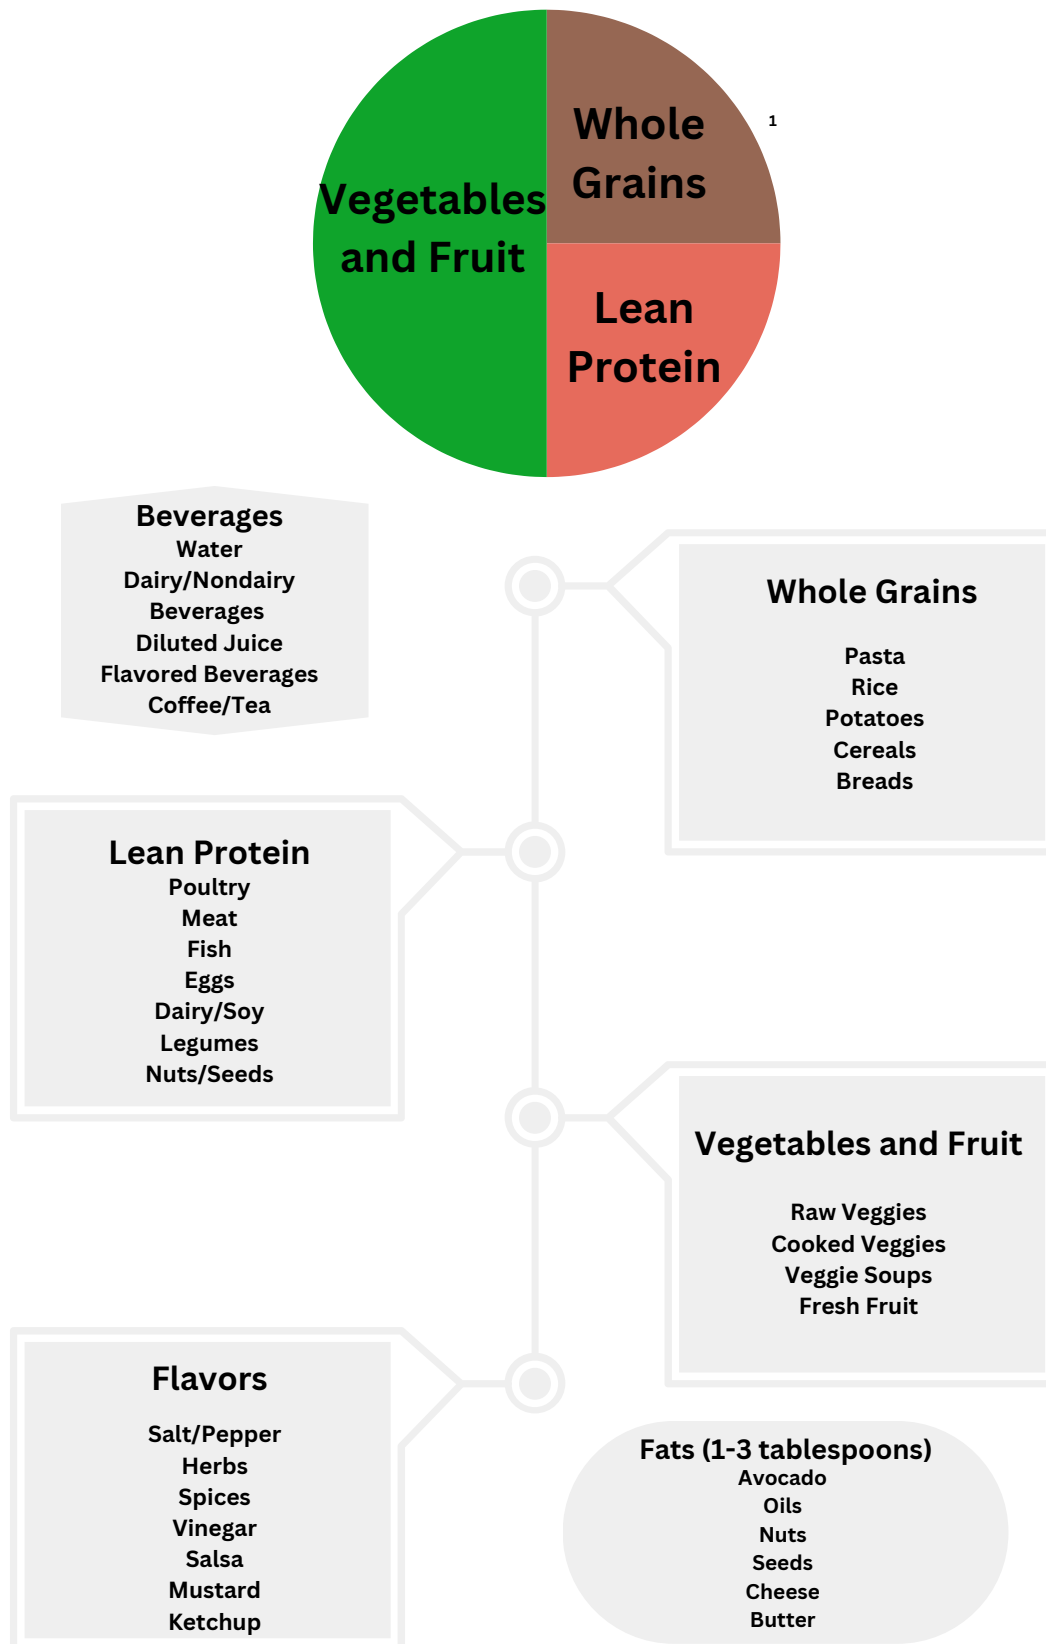 Vegetables
and Fruit
Whole
Grains
1
Lean
Protein
Beverages
Water
Dairy/Nondairy
Beverages
Diluted Juice
Flavored Beverages
Coffee/Tea
Whole Grains
Pasta
Rice
Potatoes
Cereals
Breads
Lean Protein
Poultry
Meat
Fish
Eggs
Dairy/Soy
Legumes
Nuts/Seeds
Vegetables and Fruit
Raw Veggies
Cooked Veggies
Veggie Soups
Fresh Fruit
Flavors
Salt/Pepper
Herbs
Spices
Vinegar
Salsa
Mustard
Ketchup
Fats (1-3 tablespoons)
Avocado
Oils
Nuts
Seeds
Cheese
Butter